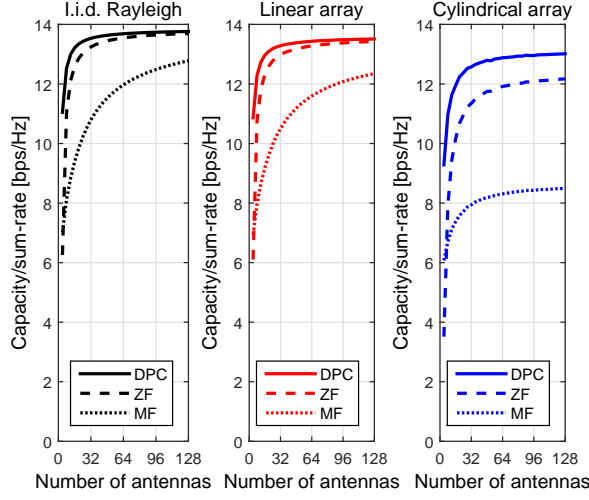 I.i.d. Rayleigh
Capacity/sum-rate [bps/Hz]
14
12
10
8
6
4
2
0
DPC
ZF
MF
0 32 64 96 128
Number of antennas
Linear array
Capacity/sum-rate [bps/Hz]
14
12
10
8
6
4
2
0
DPC
ZF
MF
0 32 64 96 128
Number of antennas
Cylindrical array
Capacity/sum-rate [bps/Hz]
14
12
10
8
6
4
2
0
DPC
ZF
MF
0 32 64 96 128
Number of antennas